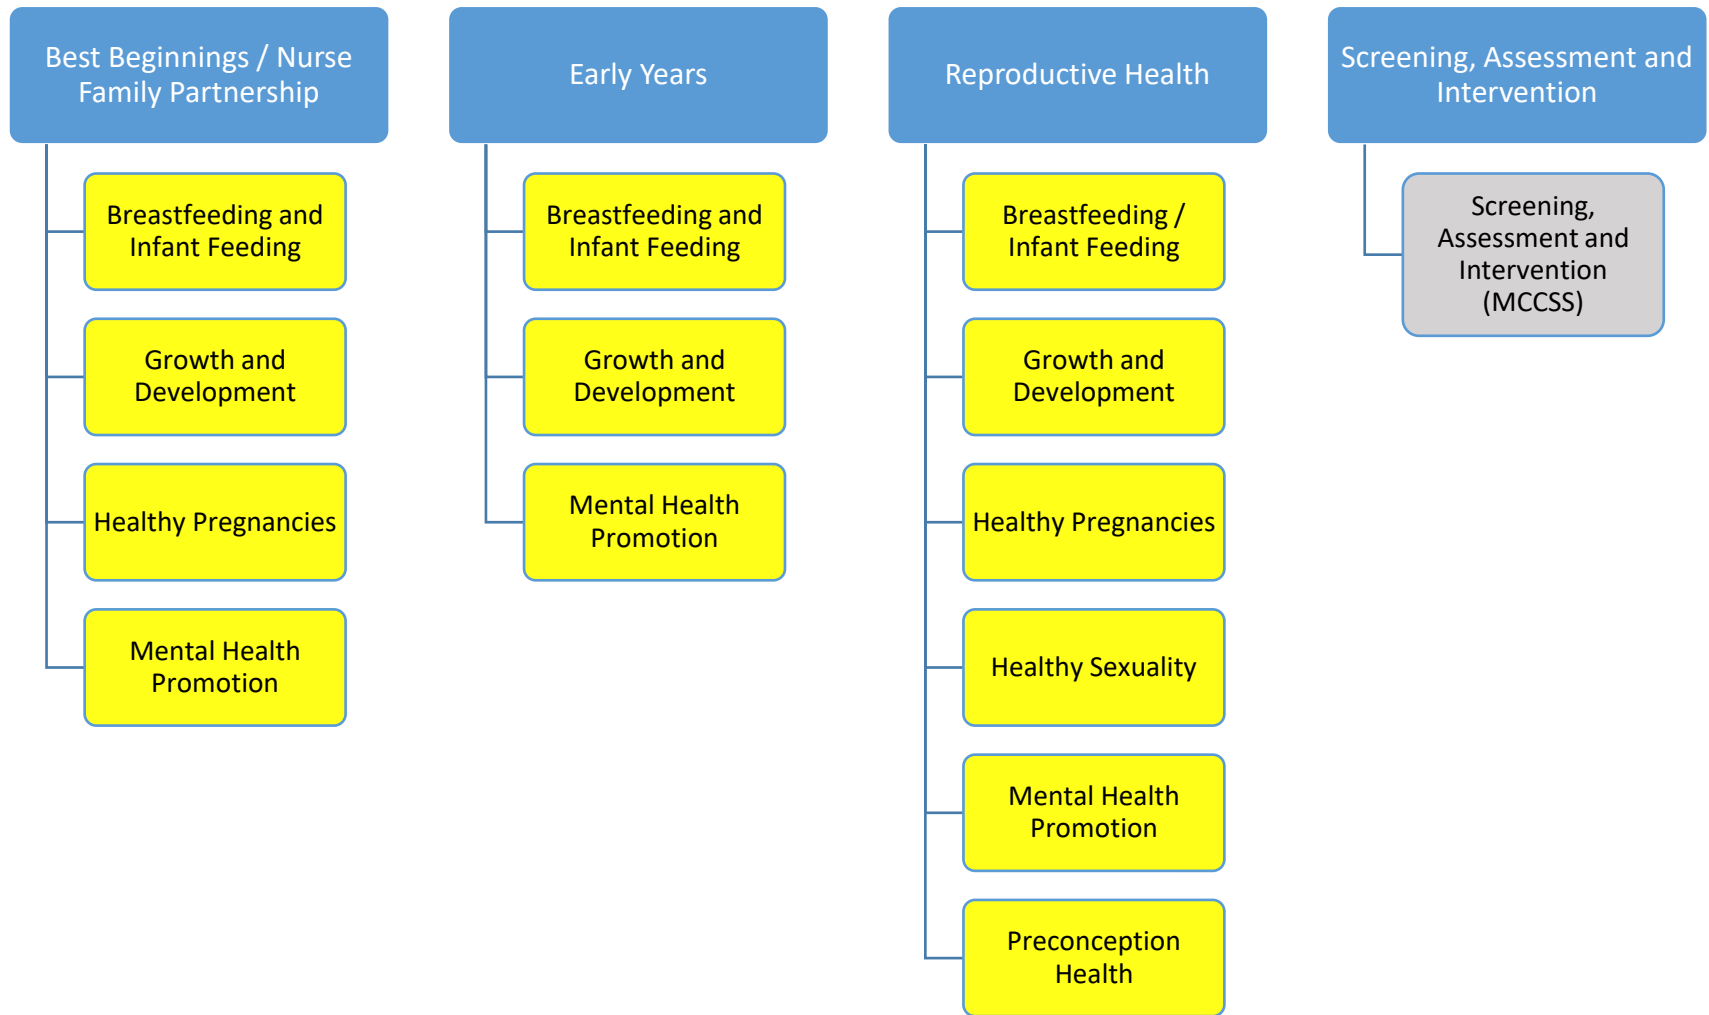 Best Beginnings / Nurse
Family Partnership
Breastfeeding and
Infant Feeding
Growth and
Development
Healthy Pregnancies
Mental Health
Promotion
Early Years
Breastfeeding and
Infant Feeding
Growth and
Development
Mental Health
Promotion
Reproductive Health
Breastfeeding /
Infant Feeding
Growth and
Development
Healthy Pregnancies
Healthy Sexuality
Mental Health
Promotion
Preconception
Health
Screening, Assessment and
Intervention
Screening,
Assessment and
Intervention
(MCCSS)